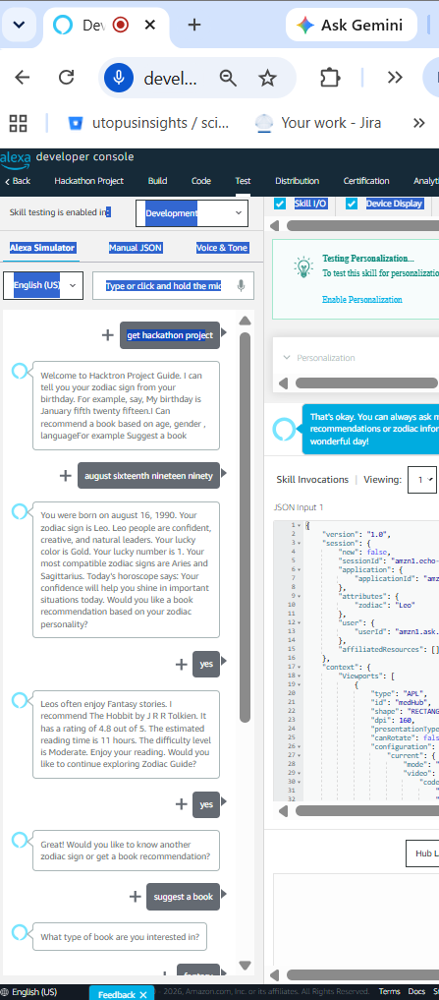 Dev
Ask Gemini
devel...
utopusinsights / sci...
Your work - Jira
alexa developer console
Back
Hackathon Project
Build
Code
Test
Distribution
Certification
Analyti
Skill testing is enabled in:
Development
Skill I/O
Device Display
Alexa Simulator
Manual JSON
Voice & Tone
English (US)
Type or click and hold the mic
Testing Personalization...
To test this skill for personalizatio
Enable Personalization
Personalization
get hackathon project
Welcome to Hacktron Project Guide. I can
tell you your zodiac sign from your
birthday. For example, say, My birthday is
January fifth twenty fifteen.I Can
recommend a book based on age, gender ,
languageFor example Suggest a book
august sixteenth nineteen ninety
You were born on august 16, 1990. Your
zodiac sign is Leo. Leo people are confident,
creative, and natural leaders. Your lucky
color is Gold. Your lucky number is 1. Your
most compatible zodiac signs are Aries and
Sagittarius. Today's horoscope says: Your
confidence will help you shine in important
situations today. Would you like a book
recommendation based on your zodiac
personality?
yes
Leos often enjoy Fantasy stories. I
recommend The Hobbit by J R R Tolkien. It
has a rating of 4.8 out of 5. The estimated
reading time is 11 hours. The difficulty level
is Moderate. Enjoy your reading. Would you
like to continue exploring Zodiac Guide?
yes
Great! Would you like to know another
zodiac sign or get a book recommendation?
suggest a book
What type of book are you interested in?
That's okay. You can always ask m
recommendations or zodiac infor
wonderful day!
Skill Invocations | Viewing:
1
JSON Input 1
1 {
2 "version": "1.0",
3 "session": {
4 "new": false,
5 "sessionId": "amzn1.echo-
6 "application": {
7 "applicationId": "amz
8 },
9 "attributes": {
10 "zodiac": "Leo"
11 },
12 "user": {
13 "userId": "amzn1.ask.
14 },
15 "affiliatedResources": []
16 },
17 "context": {
18 "Viewports": [
19 {
20 "type": "APL",
21 "id": "medHub",
22 "shape": "RECTANG
23 "dpi": 160,
24 "presentationType
25 "canRotate": fals
26 "configuration":
27 "current": {
28 "mode": "
29 "video":
30 "code
31 "
32 "
Hub L
English (US)
Feedback
2026, Amazon.com, Inc. or its affiliates. All Rights Reserved.
Terms
Docs